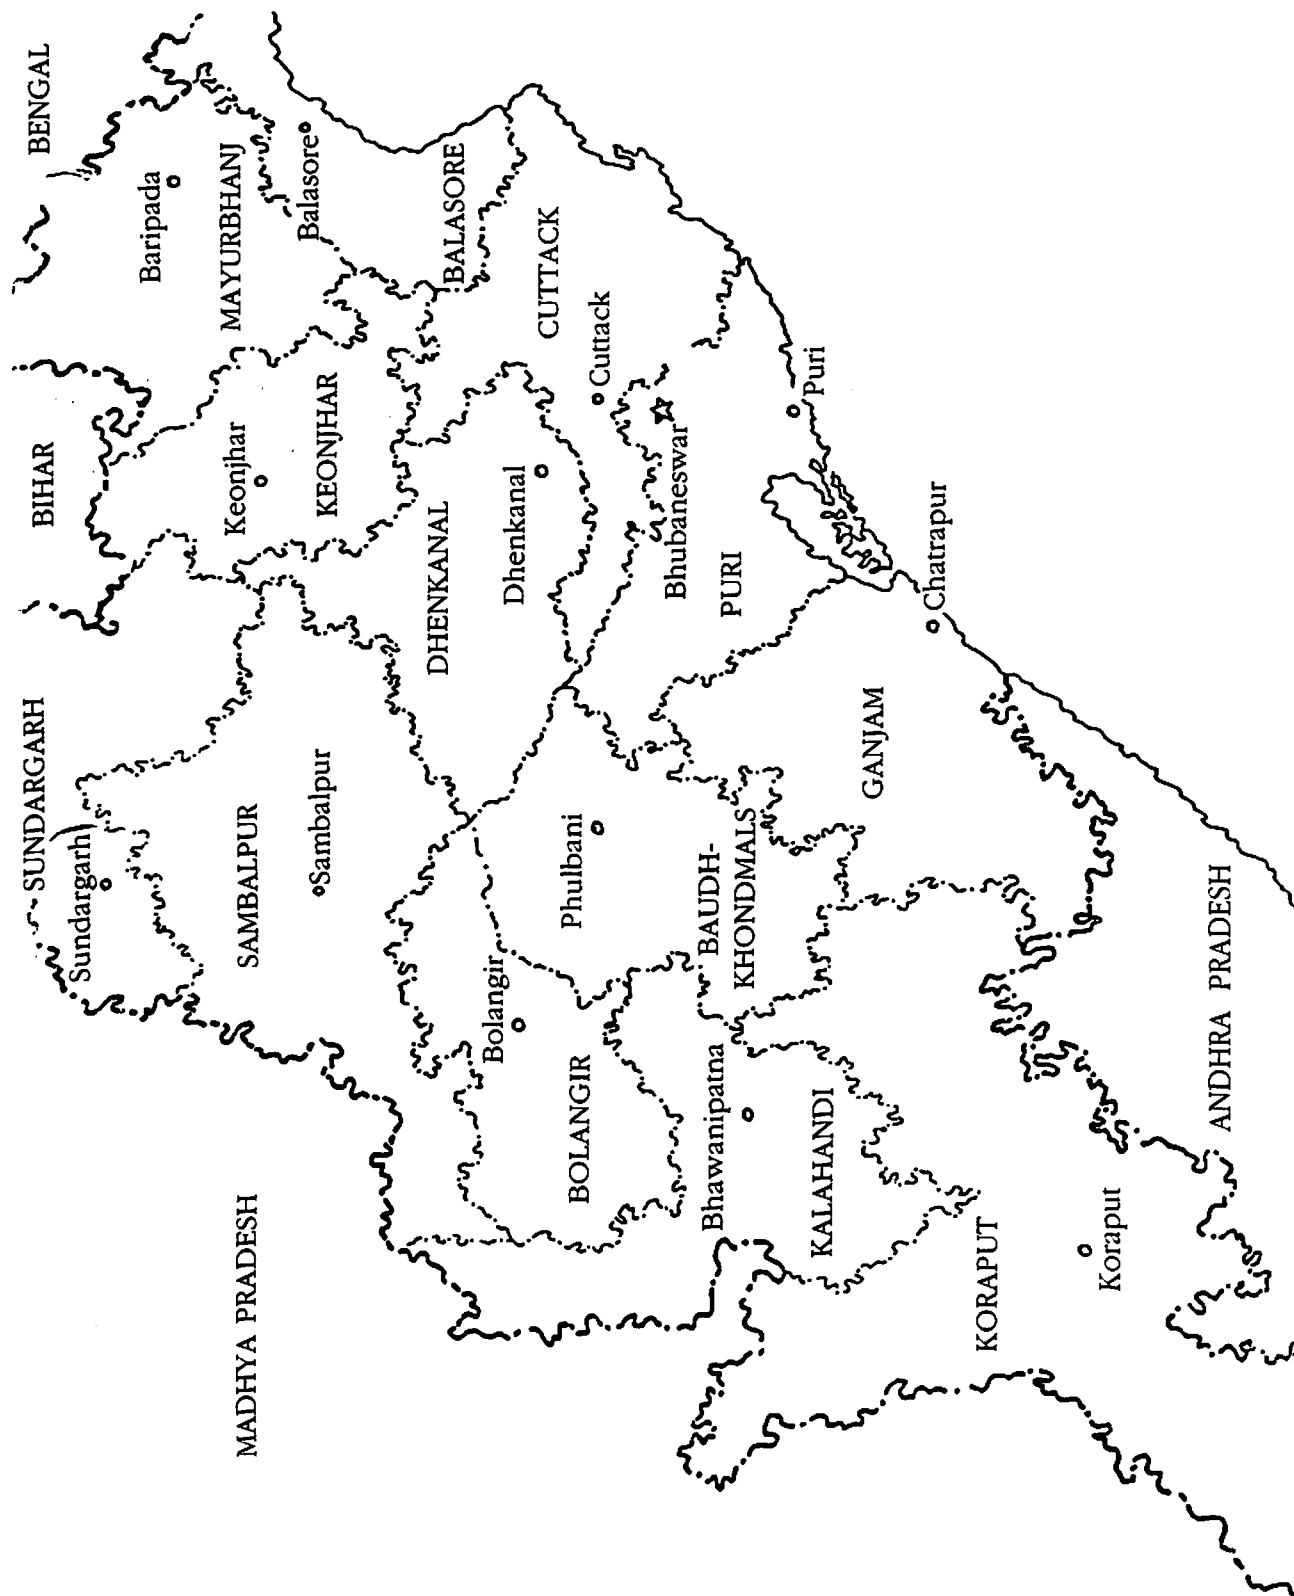 BENGAL
BIHAR
SUNDARGARH
Sundargarh
Baripada
MAYURBHANJ
Balasore
BALASORE
Keonjhar
KEONJHAR
SAMBALPUR
Sambalpur
MADHYA PRADESH
DHENKANAL
Dhenkanal
CUTTACK
Cuttack
Bolangir
BOLANGIR
Phulbani
BAUDH-
KHONDMALS
Bhubaneswar
PURI
Puri
Bhawanipatna
KALAHANDI
GANJAM
Chatrapur
KORAPUT
Koraput
ANDHRA PRADESH